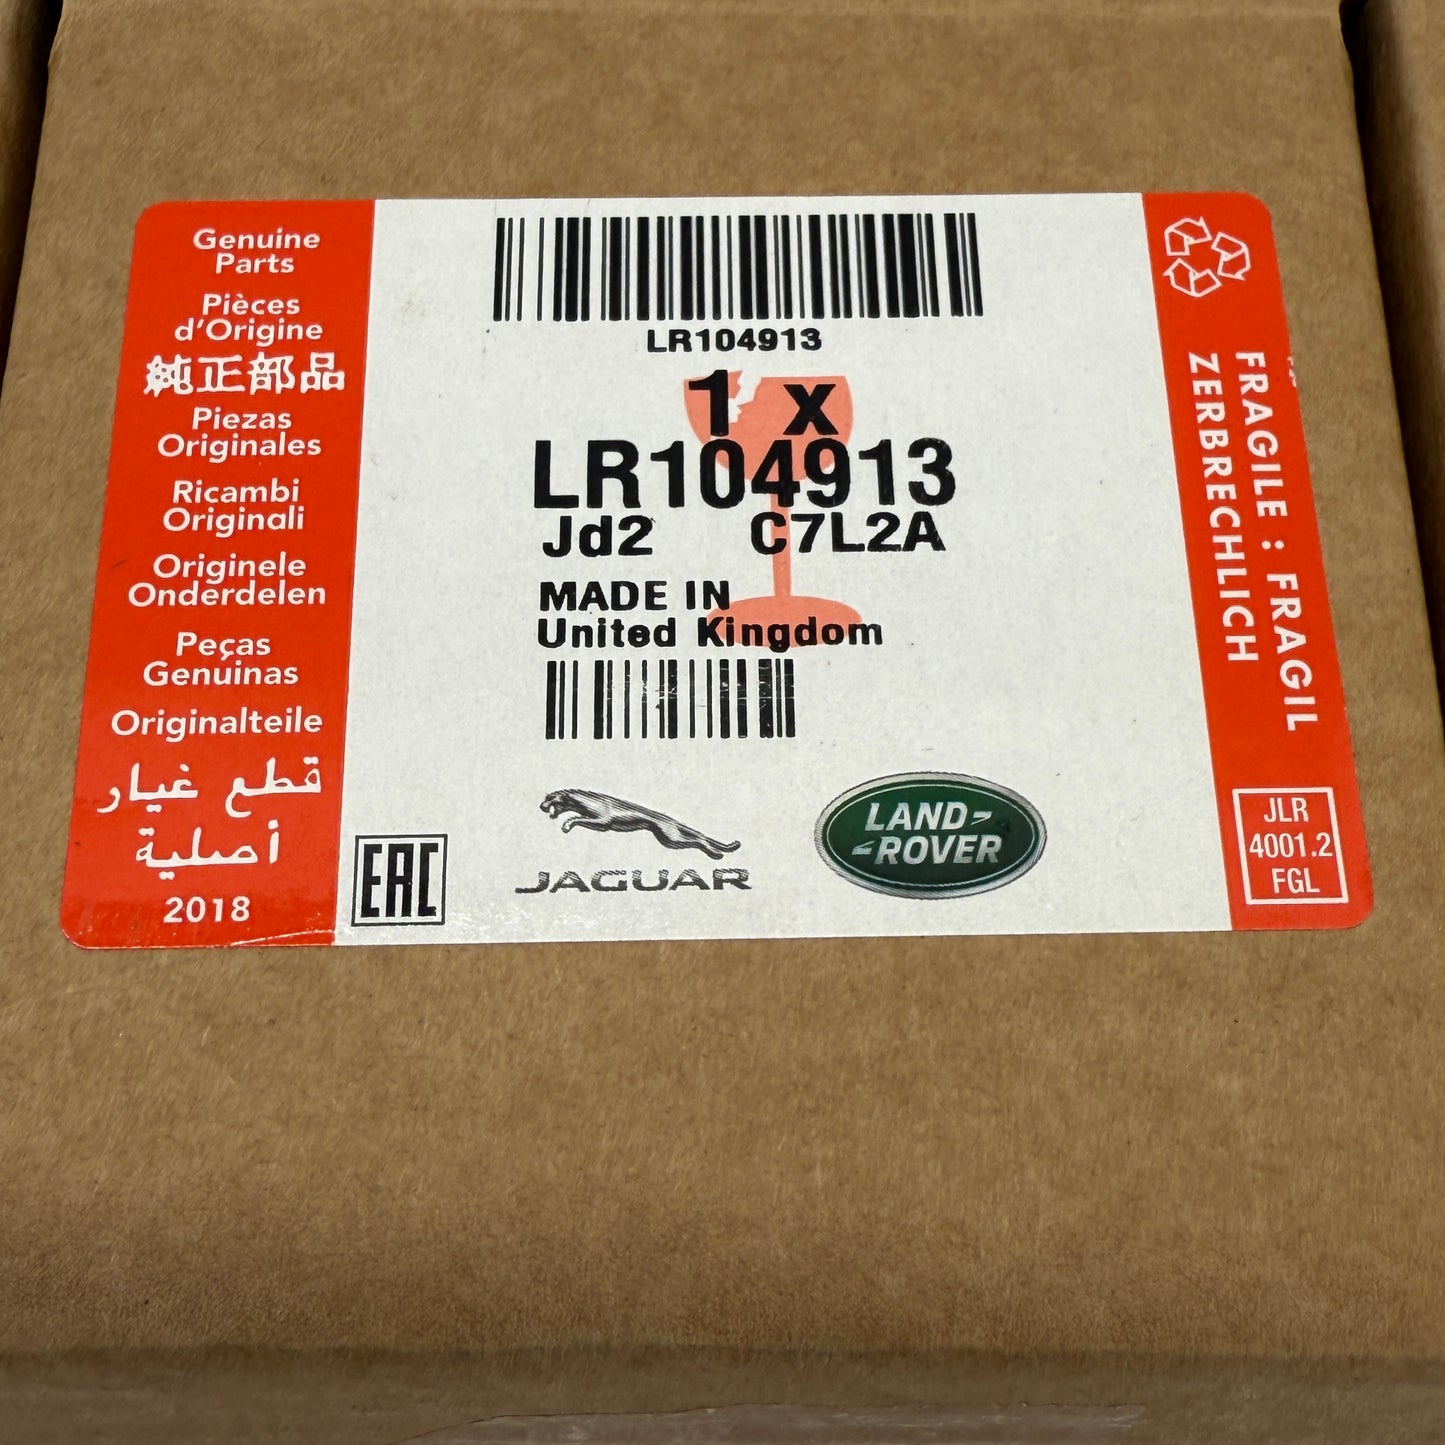 Genuine
Parts
Pièces
d'Origine
純正部品
Piezas
Originales
Ricambi
Originali
Originele
Onderdelen
Peças
Genuinas
Originalteile
قطع غيار
أصلية
2018
EAC
LR104913
1 x
LR104913
Jd2 C7L2A
MADE IN
United Kingdom
JAGUAR
LAND-
-ROVER
FRAGILE : FRAGIL
ZERBRECHLICH
JLR
4001.2
FGL